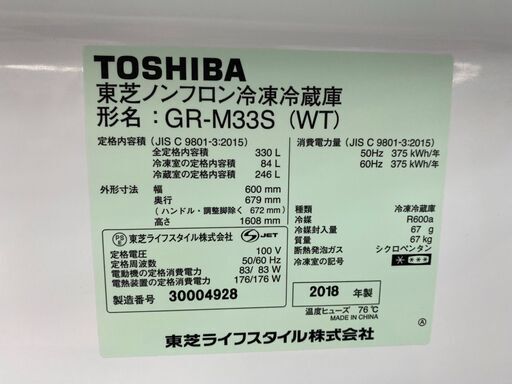 TOSHIBA
東芝ノンフロン冷凍冷蔵庫
形名：GR-M33S (WT)
定格内容積 (JIS C 9801-3:2015)
全定格内容積 330 L
冷凍室の定格内容積 84 L
冷蔵室の定格内容積 246 L
外形寸法 幅 600 mm
奥行 679 mm
(ハンドル・調整脚除く 672 mm)
高さ 1608 mm
消費電力量 (JIS C 9801-3:2015)
50Hz 375 kWh/年
60Hz 375 kWh/年
種類 冷凍冷蔵庫
冷媒 R600a
冷媒封入量 67 g
質量 67 kg
断熱発泡ガス シクロペンタン
冷凍室の記号
PS
E
東芝ライフスタイル株式会社
JET
定格電圧 100 V
定格周波数 50/60 Hz
電動機の定格消費電力 83/ 83 W
電熱装置の定格消費電力 176/176 W
製造番号 30004928
2018 年製
温度ヒューズ 76℃
MADE IN CHINA
東芝ライフスタイル株式会社
Ⓐ